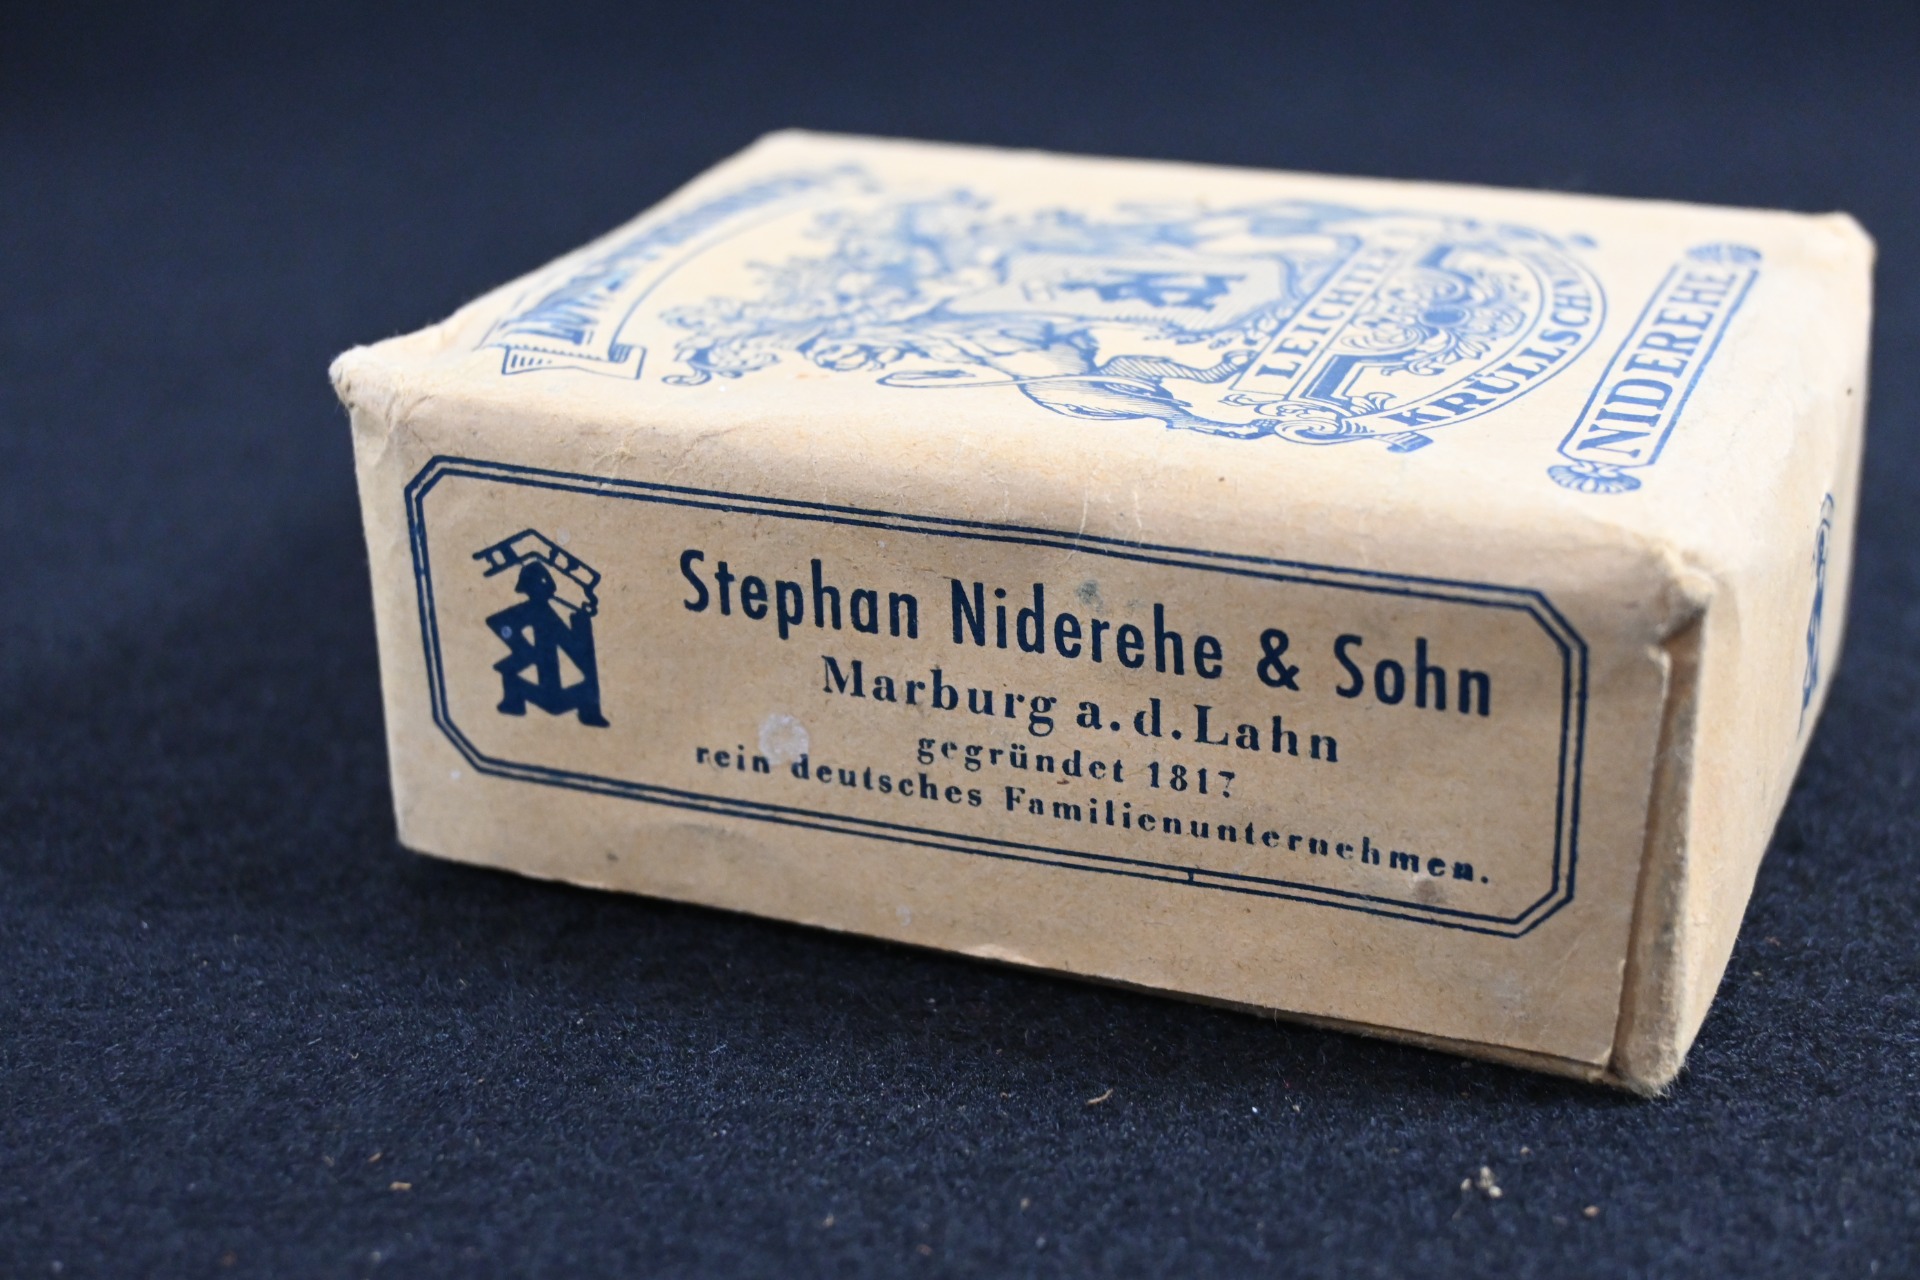 LEICHTER
KRÜLLSCHNITT
NIDEREHE
Stephan Niderehe & Sohn
Marburg a.d.Lahn
gegründet 1817
rein deutsches Familienunternehmen.